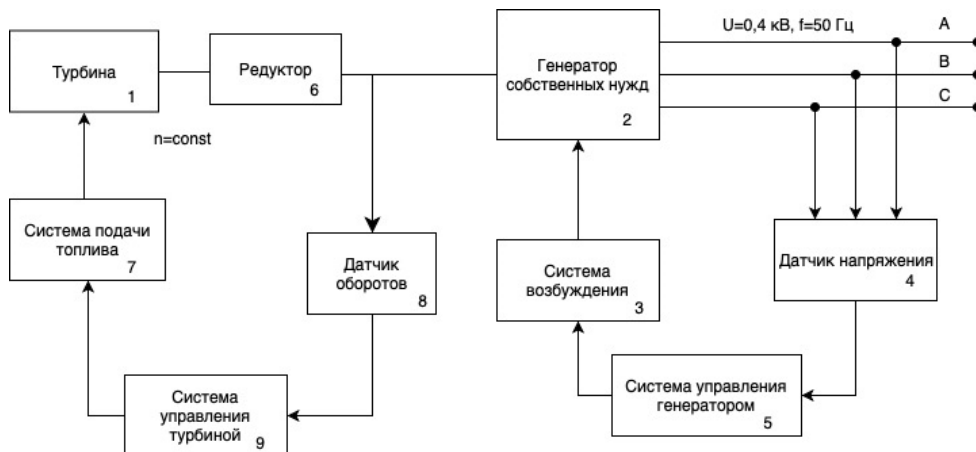 U=0,4 кВ, f=50 Гц
A
B
C
Турбина
1
Редуктор
6
Генератор
собственных нужд
2
n=const
Система подачи
топлива
7
Датчик
оборотов
8
Система
возбуждения
3
Датчик напряжения
4
Система
управления
турбиной
9
Система управления
генератором
5